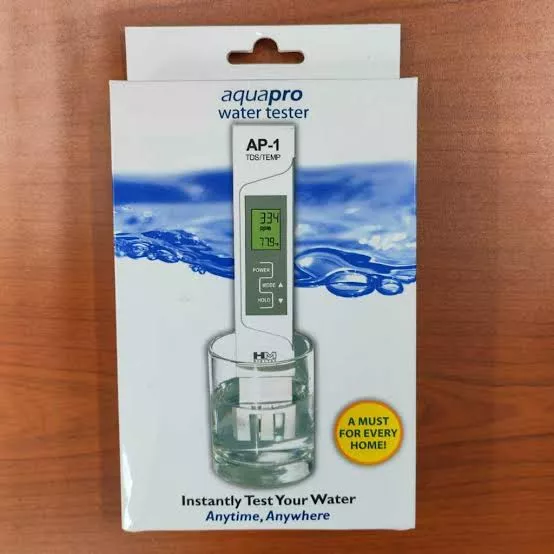 aquapro
water tester
AP-1
TDS/TEMP
334
ppm
77.9
POWER
MODE
HOLD
HM
DIGITAL
A MUST
FOR EVERY
HOME!
Instantly Test Your Water
Anytime, Anywhere